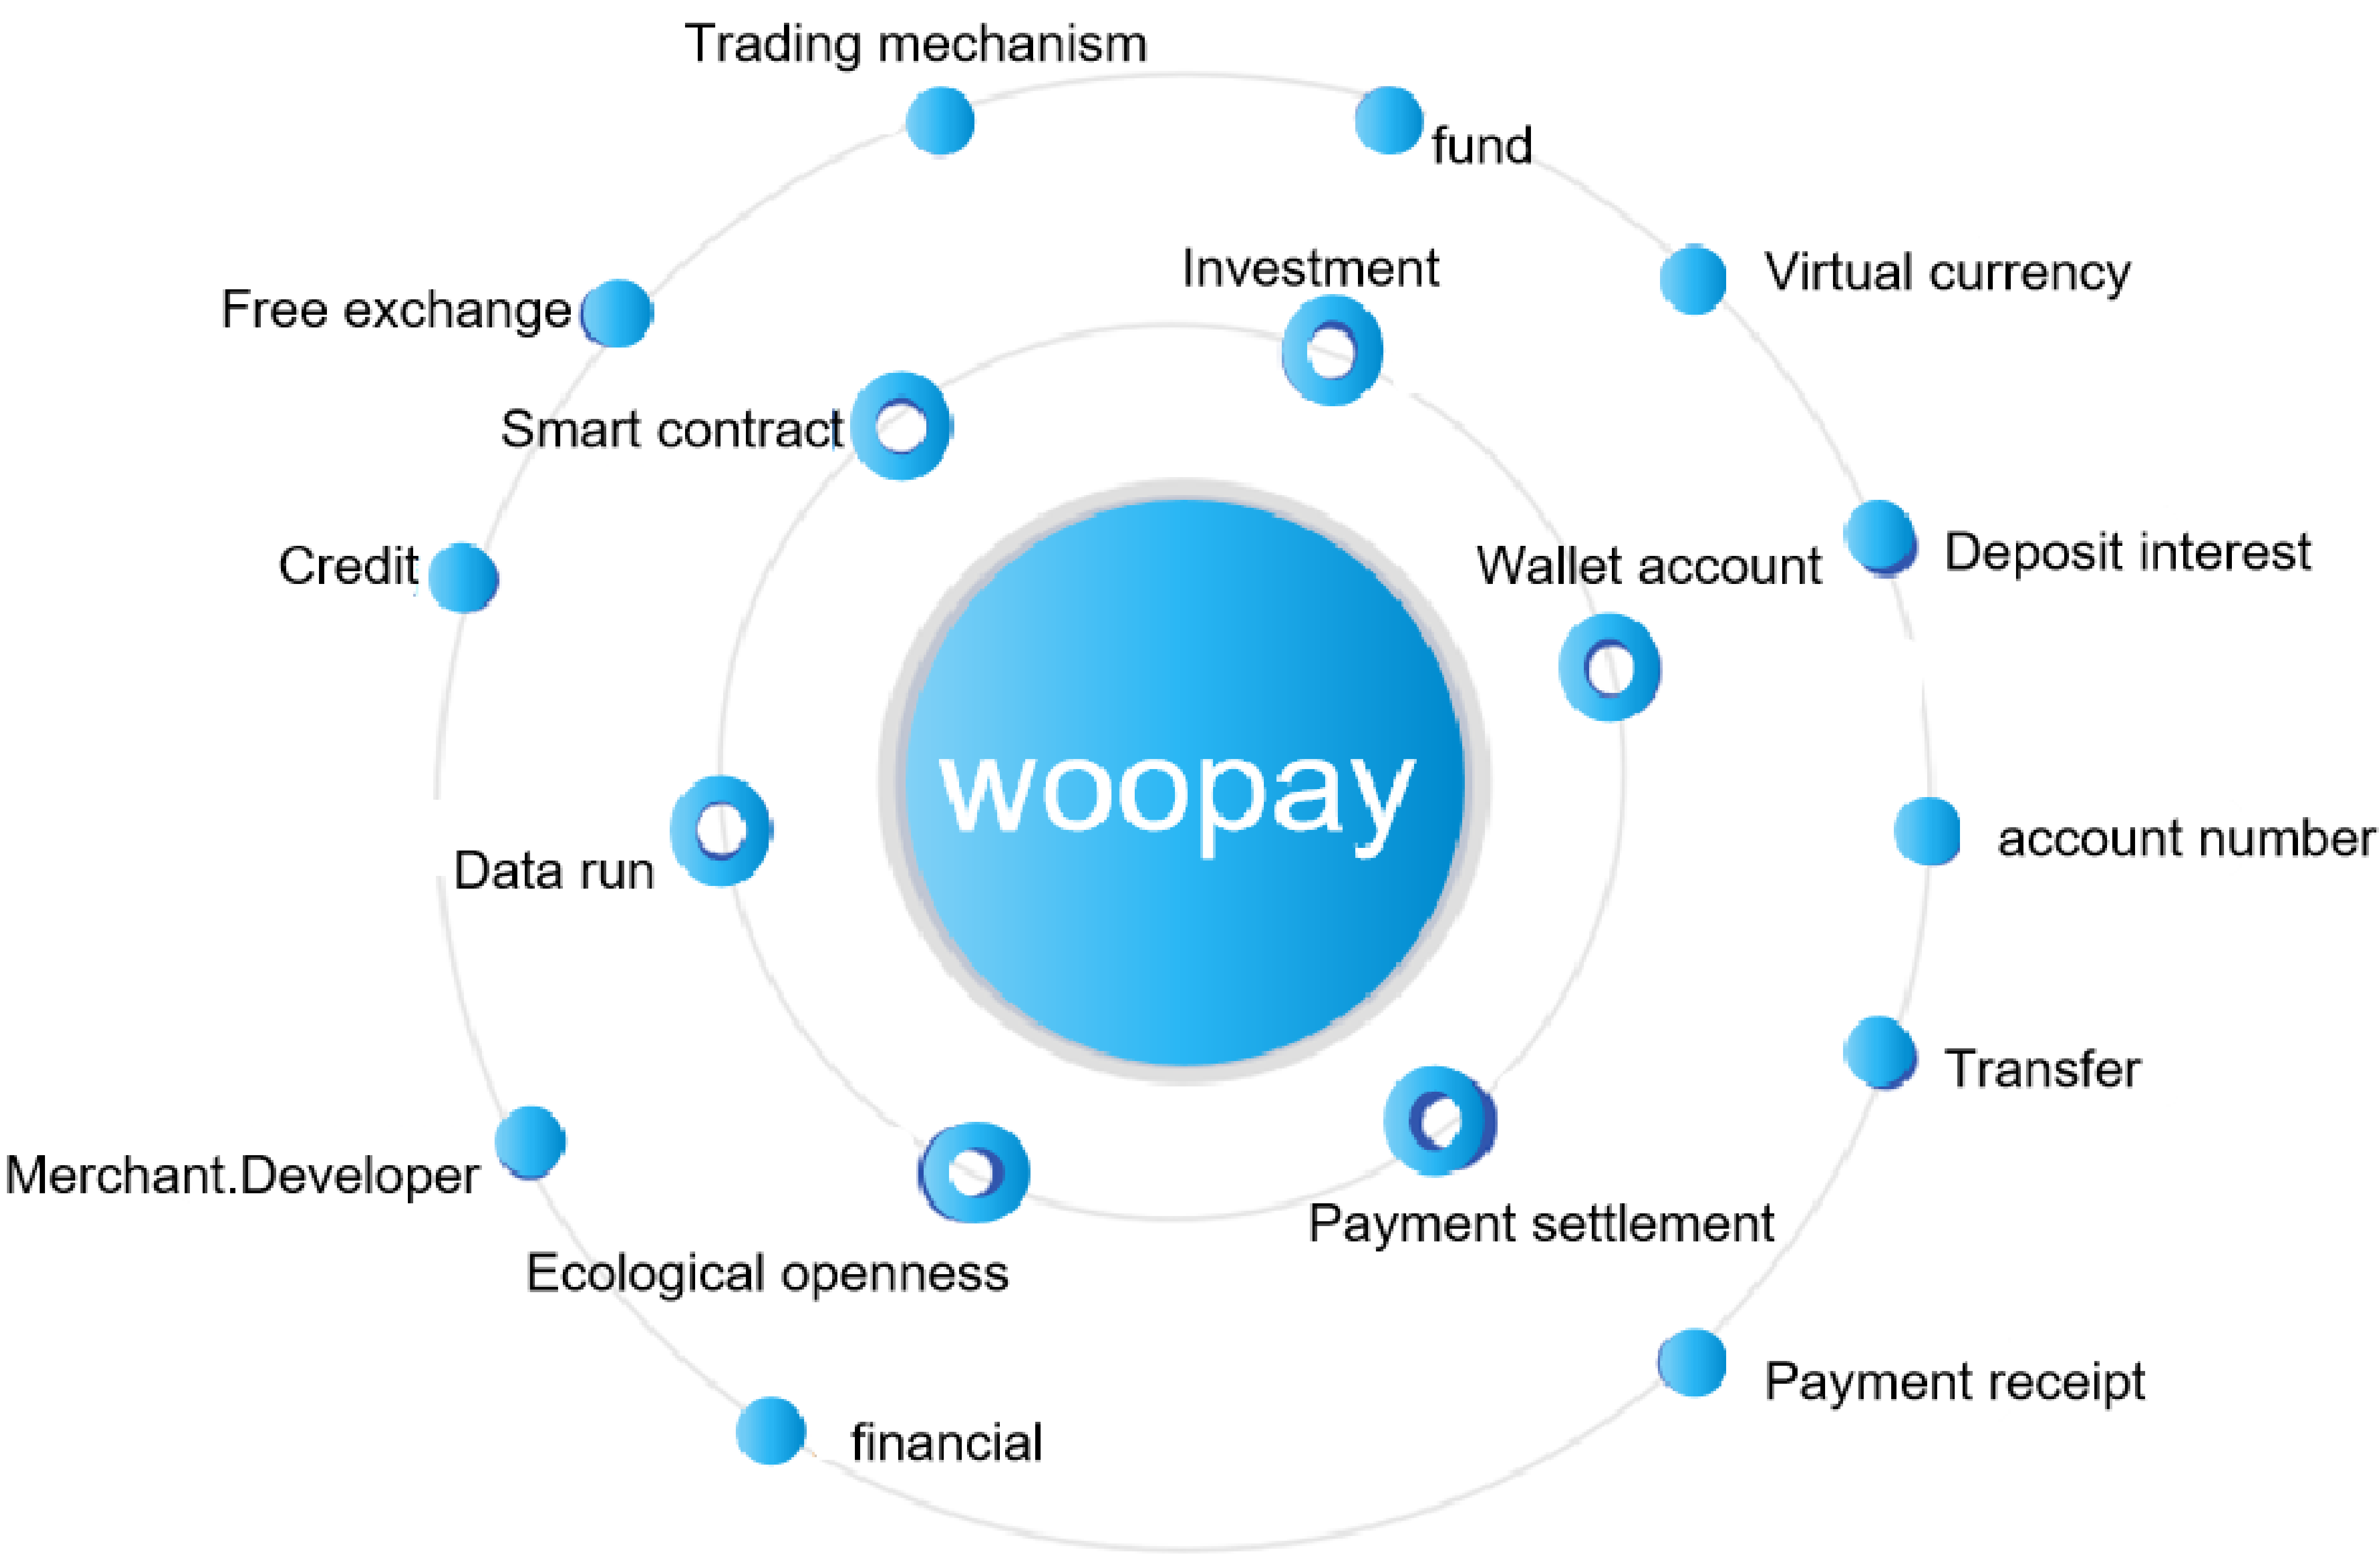 Trading mechanism
fund
Investment
Virtual currency
Free exchange
Smart contract
Deposit interest
Credit
Wallet account
woopay
account number
Data run
Transfer
Merchant.Developer
Payment settlement
Ecological openness
Payment receipt
financial